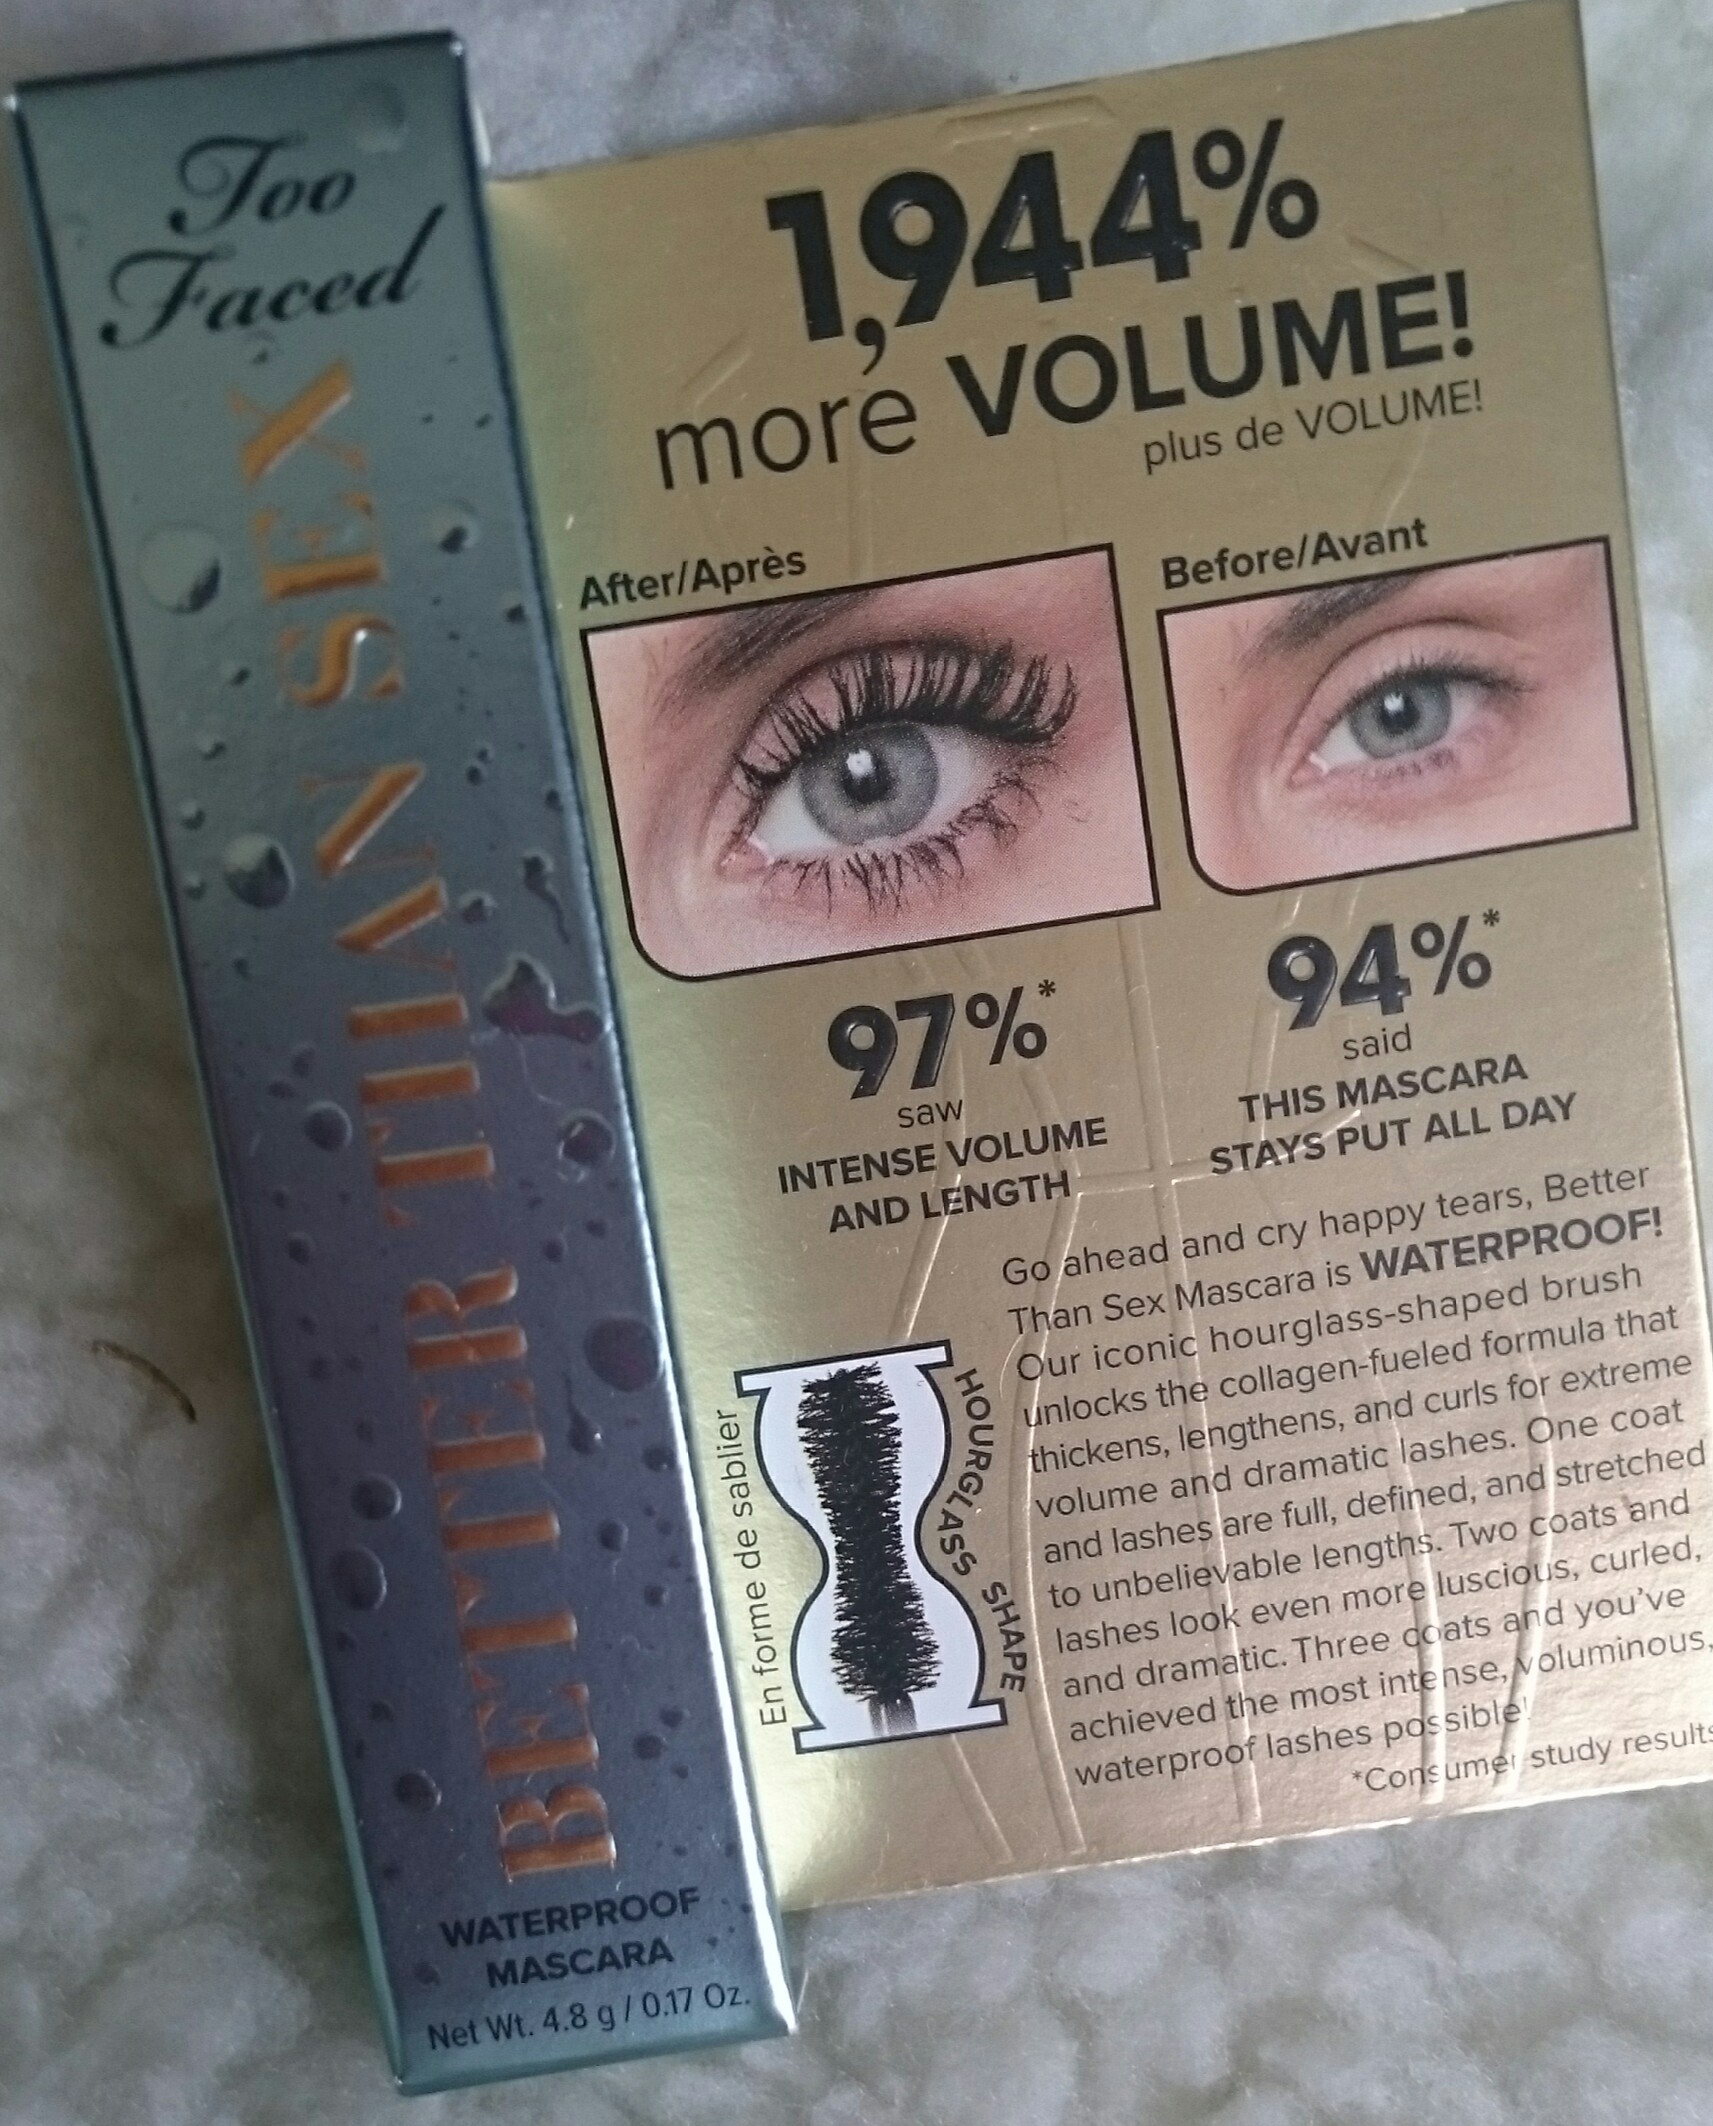 Too
Faced
BETTER THAN SEX
WATERPROOF
MASCARA
Net Wt. 4.8 g / 0.17 Oz.
1,944%
more VOLUME!
plus de VOLUME!
After/Après
Before/Avant
97%*
saw
INTENSE VOLUME
AND LENGTH
94%*
said
THIS MASCARA
STAYS PUT ALL DAY
En forme de sablier
HOURGLASS SHAPE
Go ahead and cry happy tears, Better
Than Sex Mascara is WATERPROOF!
Our iconic hourglass-shaped brush
unlocks the collagen-fueled formula that
thickens, lengthens, and curls for extreme
volume and dramatic lashes. One coat
and lashes are full, defined, and stretched
to unbelievable lengths. Two coats and
lashes look even more luscious, curled,
and dramatic. Three coats and you've
achieved the most intense, voluminous,
waterproof lashes possible!
*Consumer study results